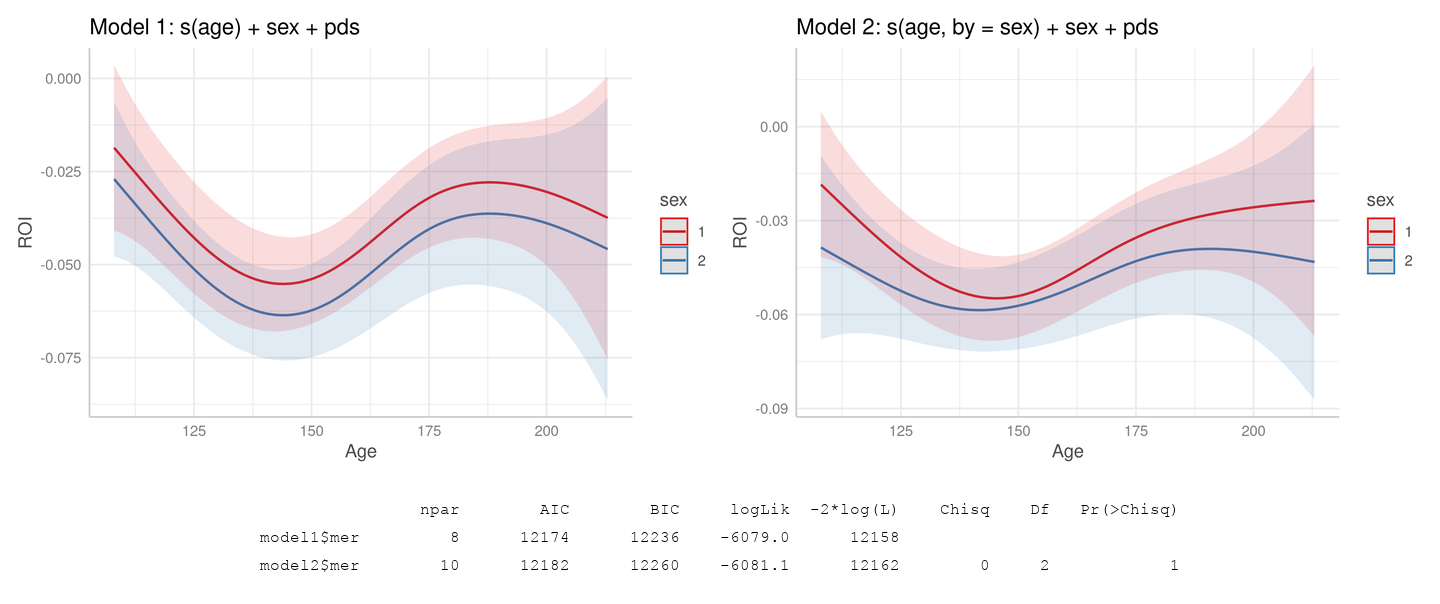 Model 1: s(age) + sex + pds
0.000
-0.025
-0.050
-0.075
ROI
125 150 175 200
Age
sex
1
2
Model 2: s(age, by = sex) + sex + pds
0.00
-0.03
-0.06
-0.09
ROI
125 150 175 200
Age
sex
1
2
npar AIC BIC logLik -2*log(L) Chisq Df Pr(>Chisq)
model1$mer 8 12174 12236 -6079.0 12158
model2$mer 10 12182 12260 -6081.1 12162 0 2 1